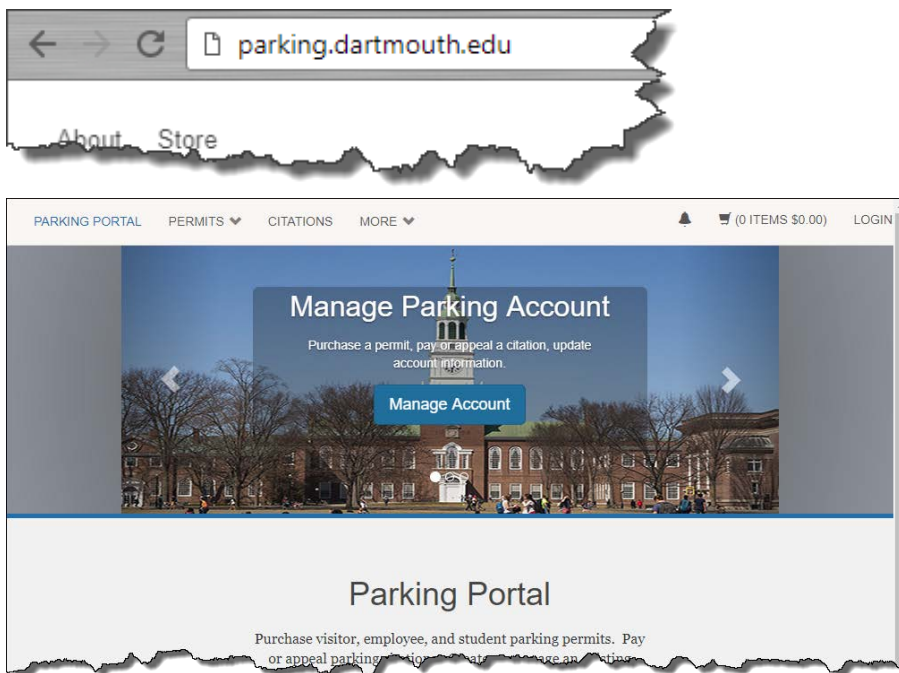 parking.dartmouth.edu
About Store
PARKING PORTAL PERMITS CITATIONS MORE (0 ITEMS $0.00) LOGIN
Manage Parking Account
Purchase a permit, pay or appeal a citation, update
account information.
Manage Account
Parking Portal
Purchase visitor, employee, and student parking permits. Pay
or appeal parking